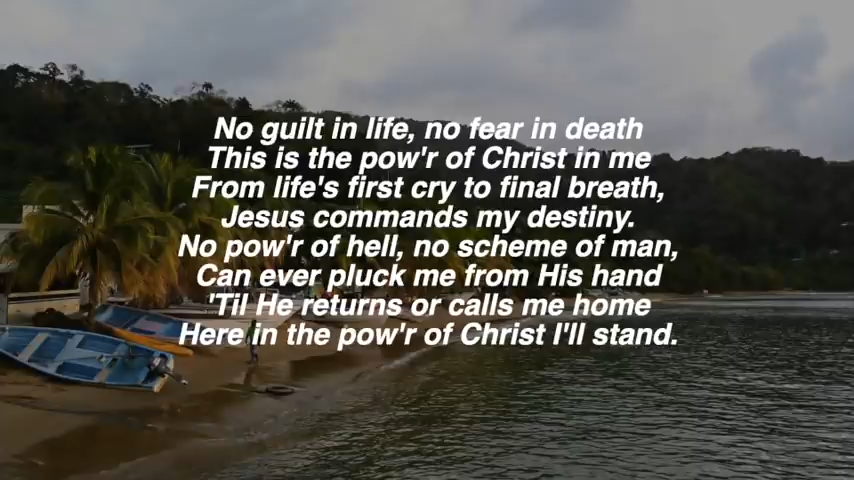 No guilt in life, no fear in death
This is the pow'r of Christ in me
From life's first cry to final breath,
Jesus commands my destiny.
No pow'r of hell, no scheme of man,
Can ever pluck me from His hand
'Til He returns or calls me home
Here in the pow'r of Christ I'll stand.